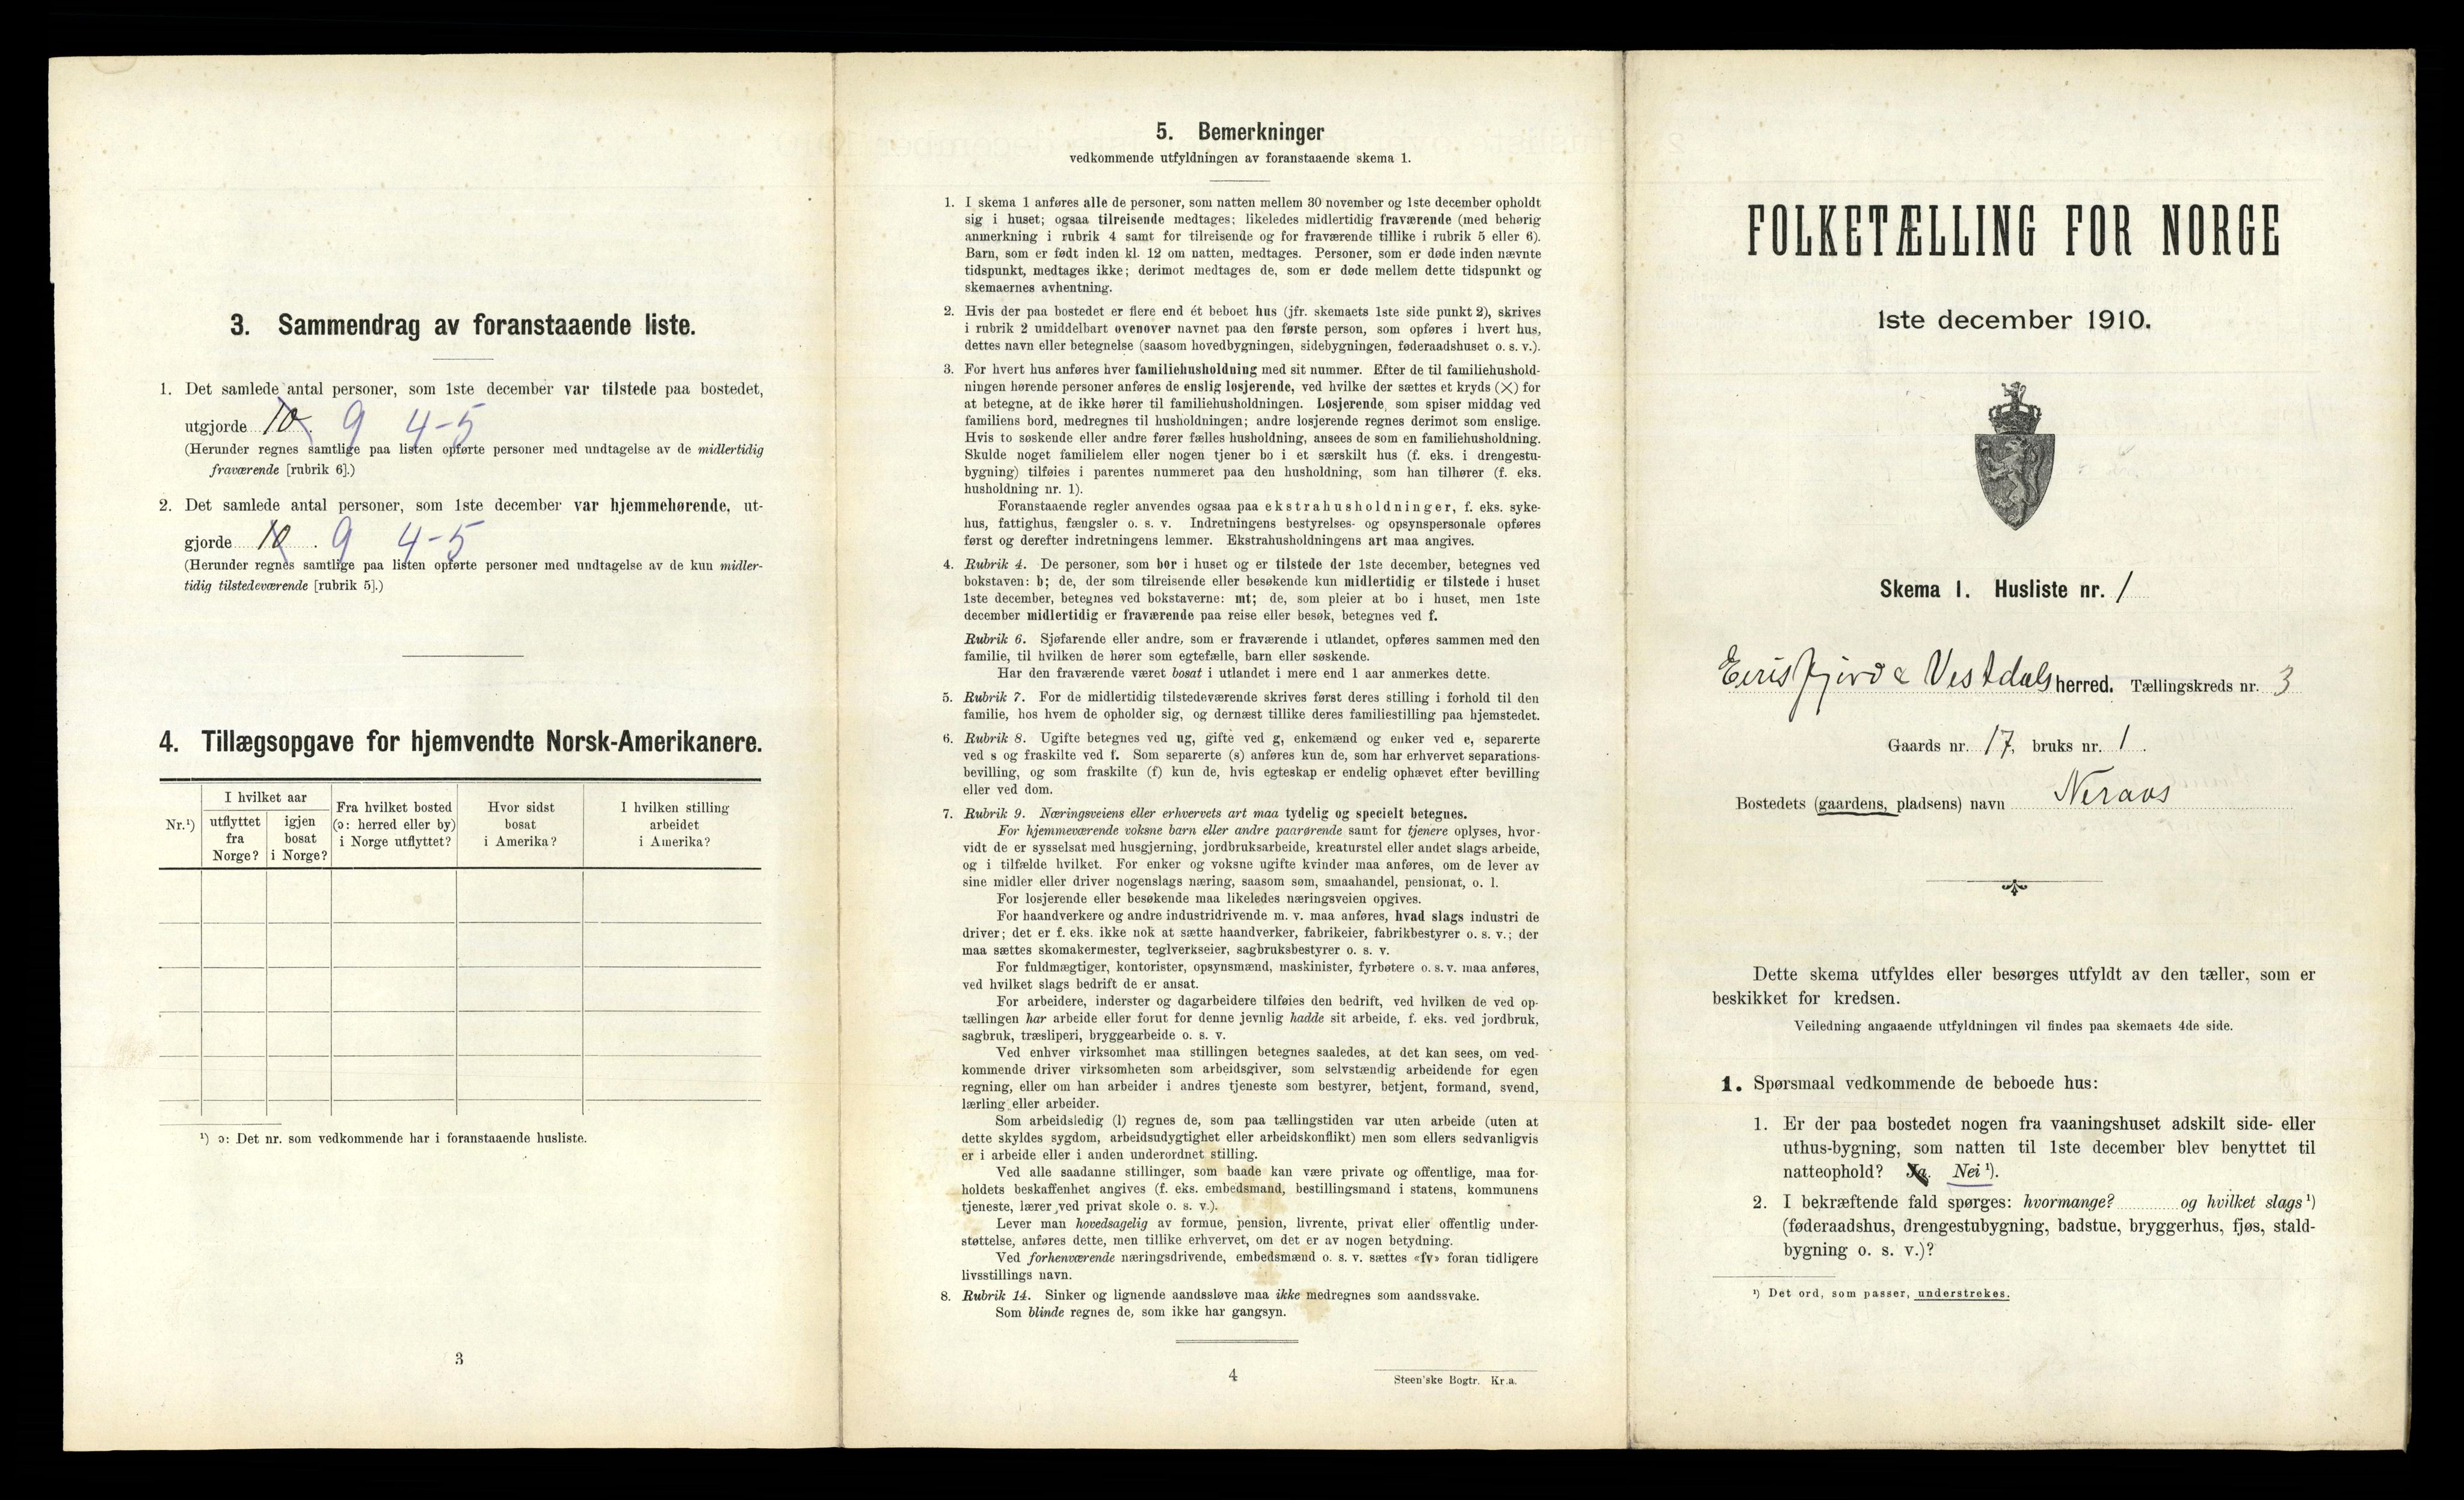 3. Sammendrag av foranstaaende liste.
1. Det samlede antal personer, som 1ste december var tilstede paa bostedet,
utgjorde 10. 9 4-5
(Herunder regnes samtlige paa listen opførte personer med undtagelse av de midlertidig
fraværende [rubrik 6].)
2. Det samlede antal personer, som 1ste december var hjemmehørende, ut-
gjorde 10. 9 4-5
(Herunder regnes samtlige paa listen opførte personer med undtagelse av de kun midler-
tidig tilstedeværende [rubrik 5].)
4. Tillægsopgave for hjemvendte Norsk-Amerikanere.
Nr.¹)
I hvilket aar
utflyttet
fra
Norge?
igjen
bosat
i Norge?
Fra hvilket bosted
(ɔ: herred eller by)
i Norge utflyttet?
Hvor sidst
bosat
i Amerika?
I hvilken stilling
arbeidet
i Amerika?
¹) ɔ: Det nr. som vedkommende har i foranstaaende husliste.
3
5. Bemerkninger
vedkommende utfyldningen av foranstaaende skema 1.
1. I skema 1 anføres alle de personer, som natten mellem 30 november og 1ste december opholdt
sig i huset; ogsaa tilreisende medtages; likeledes midlertidig fraværende (med behørig
anmerkning i rubrik 4 samt for tilreisende og for fraværende tillike i rubrik 5 eller 6).
Barn, som er født inden kl. 12 om natten, medtages. Personer, som er døde inden nævnte
tidspunkt, medtages ikke; derimot medtages de, som er døde mellem dette tidspunkt og
skemaernes avhentning.
2. Hvis der paa bostedet er flere end ét beboet hus (jfr. skemaets 1ste side punkt 2), skrives
i rubrik 2 umiddelbart ovenover navnet paa den første person, som opføres i hvert hus,
dettes navn eller betegnelse (saasom hovedbygningen, sidebygningen, føderaadshuset o. s. v.).
3. For hvert hus anføres hver familiehusholdning med sit nummer. Efter de til familiehushold-
ningen hørende personer anføres de enslig losjerende, ved hvilke der sættes et kryds (×) for
at betegne, at de ikke hører til familiehusholdningen. Losjerende, som spiser middag ved
familiens bord, medregnes til husholdningen; andre losjerende regnes derimot som enslige.
Hvis to søskende eller andre fører fælles husholdning, ansees de som en familiehusholdning.
Skulde noget familielem eller nogen tjener bo i et særskilt hus (f. eks. i drengestu-
bygning) tilføies i parentes nummeret paa den husholdning, som han tilhører (f. eks.
husholdning nr. 1).
Foranstaaende regler anvendes ogsaa paa ekstrahusholdninger, f. eks. syke-
hus, fattighus, fængsler o. s. v. Indretningens bestyrelses- og opsynspersonale opføres
først og derefter indretningens lemmer. Ekstrahusholdningens art maa angives.
4. Rubrik 4. De personer, som bor i huset og er tilstede der 1ste december, betegnes ved
bokstaven: b; de, der som tilreisende eller besøkende kun midlertidig er tilstede i huset
1ste december, betegnes ved bokstaverne: mt; de, som pleier at bo i huset, men 1ste
december midlertidig er fraværende paa reise eller besøk, betegnes ved f.
Rubrik 6. Sjøfarende eller andre, som er fraværende i utlandet, opføres sammen med den
familie, til hvilken de hører som egtefælle, barn eller søskende.
Har den fraværende været bosat i utlandet i mere end 1 aar anmerkes dette.
5. Rubrik 7. For de midlertidig tilstedeværende skrives først deres stilling i forhold til den
familie, hos hvem de opholder sig, og dernæst tillike deres familiestilling paa hjemstedet.
6. Rubrik 8. Ugifte betegnes ved ug, gifte ved g, enkemænd og enker ved e, separerte
ved s og fraskilte ved f. Som separerte (s) anføres kun de, som har erhvervet separations-
bevilling, og som fraskilte (f) kun de, hvis egteskap er endelig ophævet efter bevilling
eller ved dom.
7. Rubrik 9. Næringsveiens eller erhvervets art maa tydelig og specielt betegnes.
For hjemmeværende voksne barn eller andre paarørende samt for tjenere oplyses, hvor-
vidt de er sysselsat med husgjerning, jordbruksarbeide, kreaturstel eller andet slags arbeide,
og i tilfælde hvilket. For enker og voksne ugifte kvinder maa anføres, om de lever av
sine midler eller driver nogenslags næring, saasom søm, smaahandel, pensionat, o. l.
For losjerende eller besøkende maa likeledes næringsveien opgives.
For haandverkere og andre industridrivende m. v. maa anføres, hvad slags industri de
driver; det er f. eks. ikke nok at sætte haandverker, fabrikeier, fabrikbestyrer o. s. v.; der
maa sættes skomakermester, teglverkseier, sagbruksbestyrer o. s. v.
For fuldmægtiger, kontorister, opsynsmænd, maskinister, fyrbøtere o. s. v. maa anføres,
ved hvilket slags bedrift de er ansat.
For arbeidere, inderster og dagarbeidere tilføies den bedrift, ved hvilken de ved op-
tællingen har arbeide eller forut for denne jevnlig hadde sit arbeide, f. eks. ved jordbruk,
sagbruk, træsliperi, bryggearbeide o. s. v.
Ved enhver virksomhet maa stillingen betegnes saaledes, at det kan sees, om ved-
kommende driver virksomheten som arbeidsgiver, som selvstændig arbeidende for egen
regning, eller om han arbeider i andres tjeneste som bestyrer, betjent, formand, svend,
lærling eller arbeider.
Som arbeidsledig (l) regnes de, som paa tællingstiden var uten arbeide (uten at
dette skyldes sygdom, arbeidsudygtighet eller arbeidskonflikt) men som ellers sedvanligvis
er i arbeide eller i anden underordnet stilling.
Ved alle saadanne stillinger, som baade kan være private og offentlige, maa for-
holdets beskaffenhet angives (f. eks. embedsmand, bestillingsmand i statens, kommunens
tjeneste, lærer ved privat skole o. s. v.).
Lever man hovedsagelig av formue, pension, livrente, privat eller offentlig under-
støttelse, anføres dette, men tillike erhvervet, om det er av nogen betydning.
Ved forhenværende næringsdrivende, embedsmænd o. s. v. sættes «fv» foran tidligere
livsstillings navn.
8. Rubrik 14. Sinker og lignende aandssløve maa ikke medregnes som aandssvake.
Som blinde regnes de, som ikke har gangsyn.
4
Steen'ske Bogtr. Kr.a.
FOLKETÆLLING FOR NORGE
1ste december 1910.
Skema 1. Husliste nr. 1
Eirisfjord & Vestdals herred. Tællingskreds nr. 3
Gaards nr. 17, bruks nr. 1.
Bostedets (gaardens, pladsens) navn Neraas
Dette skema utfyldes eller besørges utfyldt av den tæller, som er
beskikket for kredsen.
Veiledning angaaende utfyldningen vil findes paa skemaets 4de side.
1. Spørsmaal vedkommende de beboede hus:
1. Er der paa bostedet nogen fra vaaningshuset adskilt side- eller
uthus-bygning, som natten til 1ste december blev benyttet til
natteophold? Ja. Nei¹).
2. I bekræftende fald spørges: hvormange? og hvilket slags¹)
(føderaadshus, drengestubygning, badstue, bryggerhus, fjøs, stald-
bygning o. s. v.)?
¹) Det ord, som passer, understrekes.